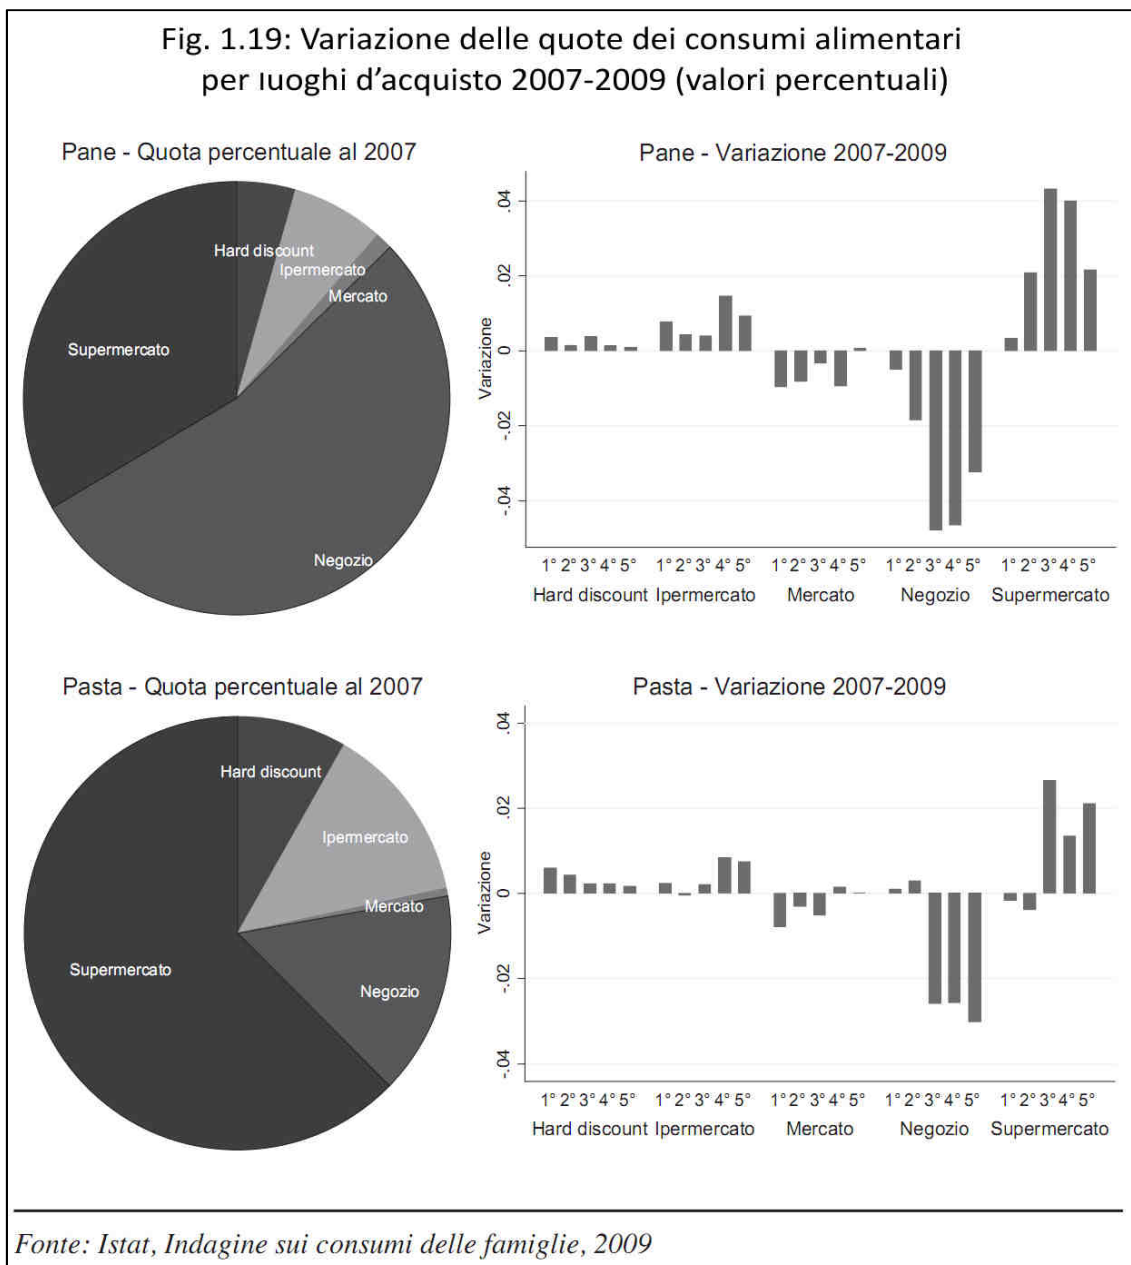 Fig. 1.19: Variazione delle quote dei consumi alimentari
per luoghi d'acquisto 2007-2009 (valori percentuali)
Pane - Quota percentuale al 2007
Hard discount
Ipermercato
Mercato
Supermercato
Negozio
Pane - Variazione 2007-2009
Variazione
.04
.02
0
-.02
-.04
1° 2° 3° 4° 5° 1° 2° 3° 4° 5° 1° 2° 3° 4° 5° 1° 2° 3° 4° 5° 1° 2° 3° 4° 5°
Hard discount Ipermercato Mercato Negozio Supermercato
Pasta - Quota percentuale al 2007
Hard discount
Ipermercato
Mercato
Supermercato
Negozio
Pasta - Variazione 2007-2009
Variazione
.04
.02
0
-.02
-.04
1° 2° 3° 4° 5° 1° 2° 3° 4° 5° 1° 2° 3° 4° 5° 1° 2° 3° 4° 5° 1° 2° 3° 4° 5°
Hard discount Ipermercato Mercato Negozio Supermercato
Fonte: Istat, Indagine sui consumi delle famiglie, 2009